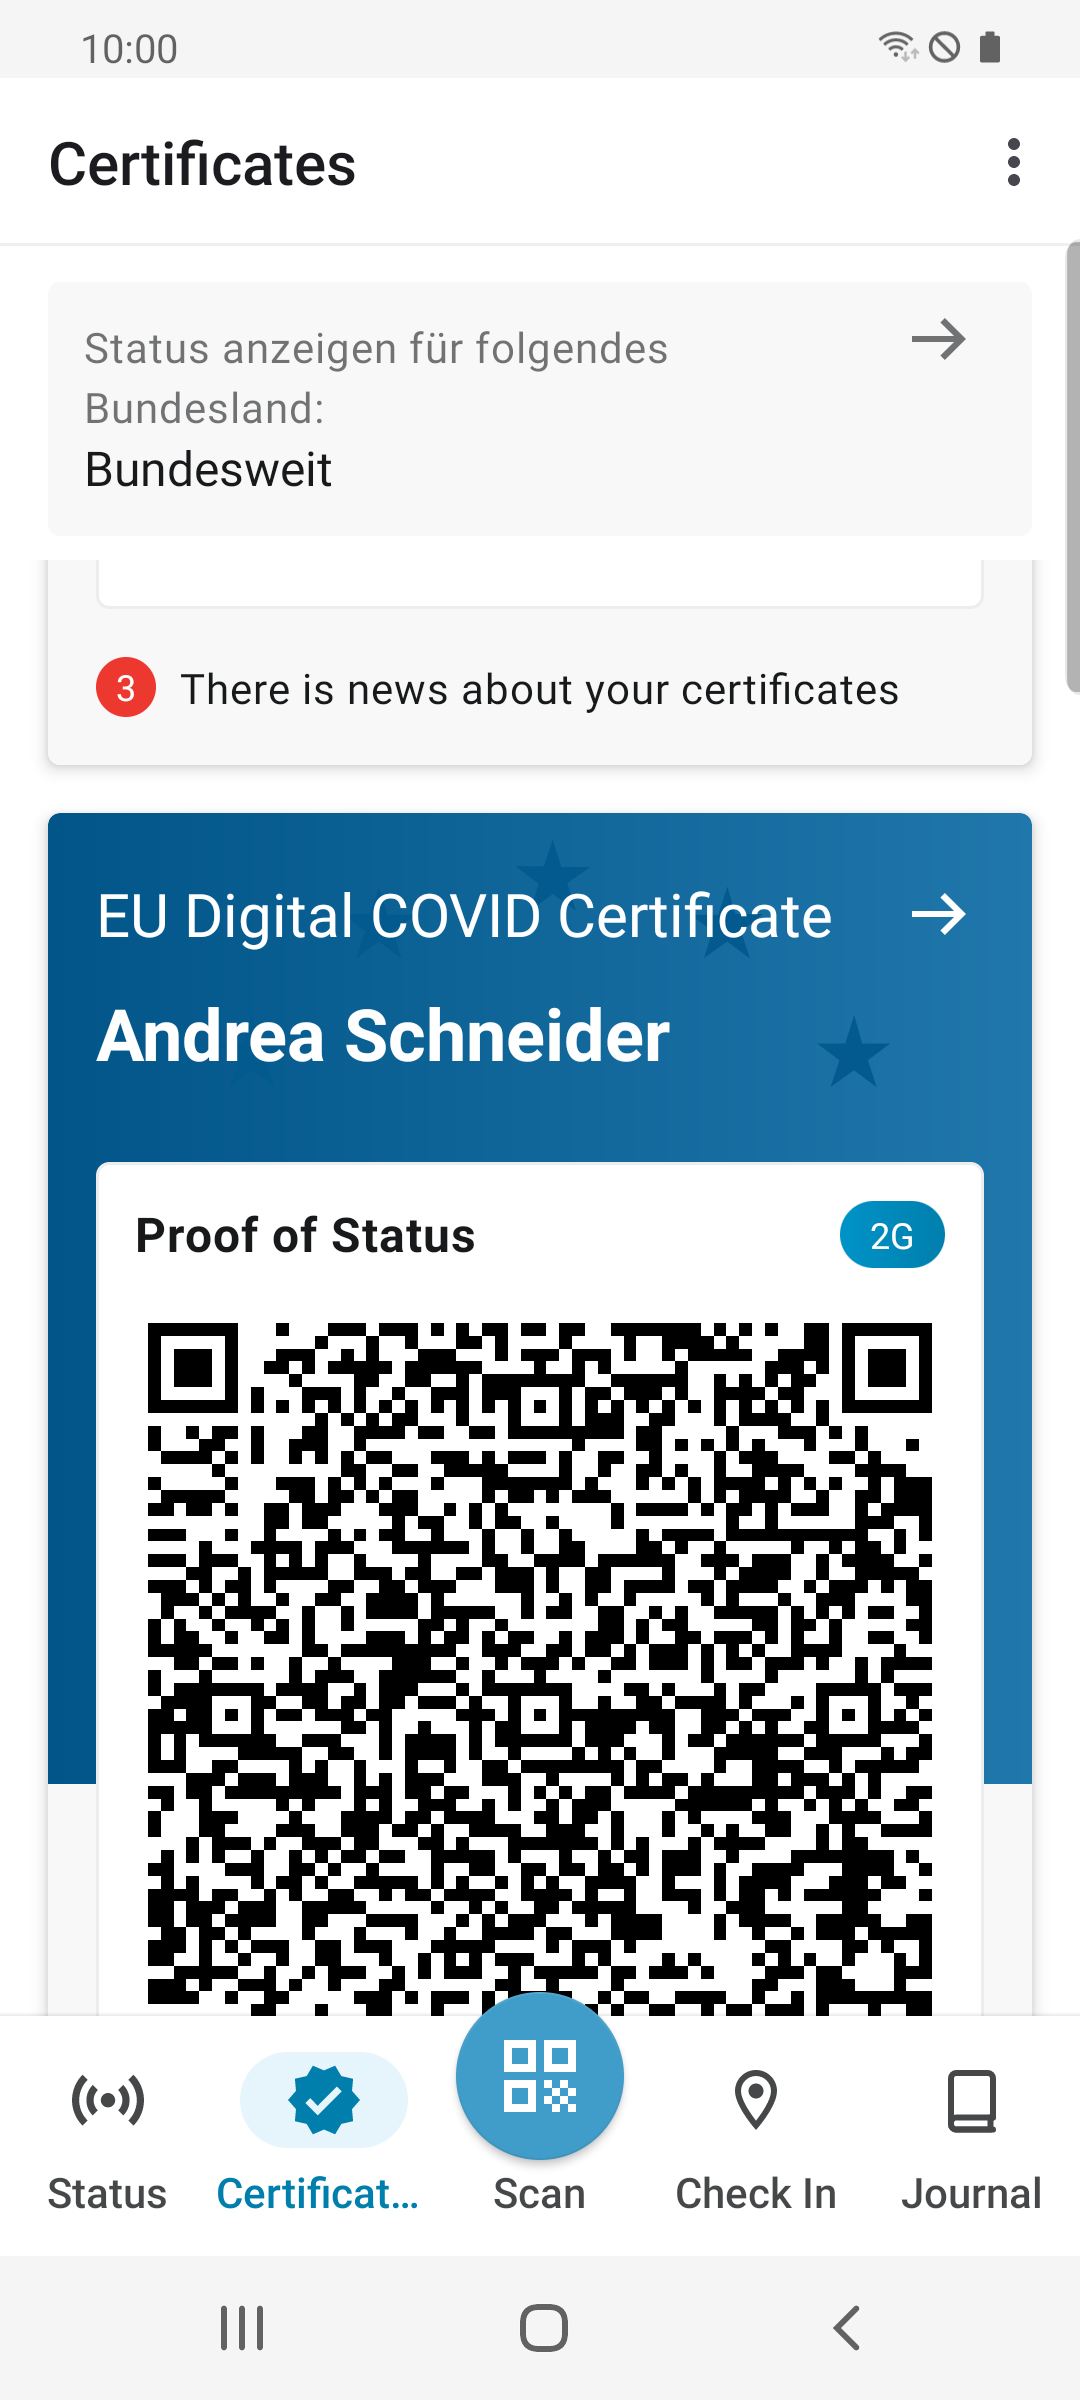 10:00
Certificates
Status anzeigen für folgendes
Bundesland:
Bundesweit
3 There is news about your certificates
EU Digital COVID Certificate
Andrea Schneider
Proof of Status
2G
Status
Certificat...
Scan
Check In
Journal